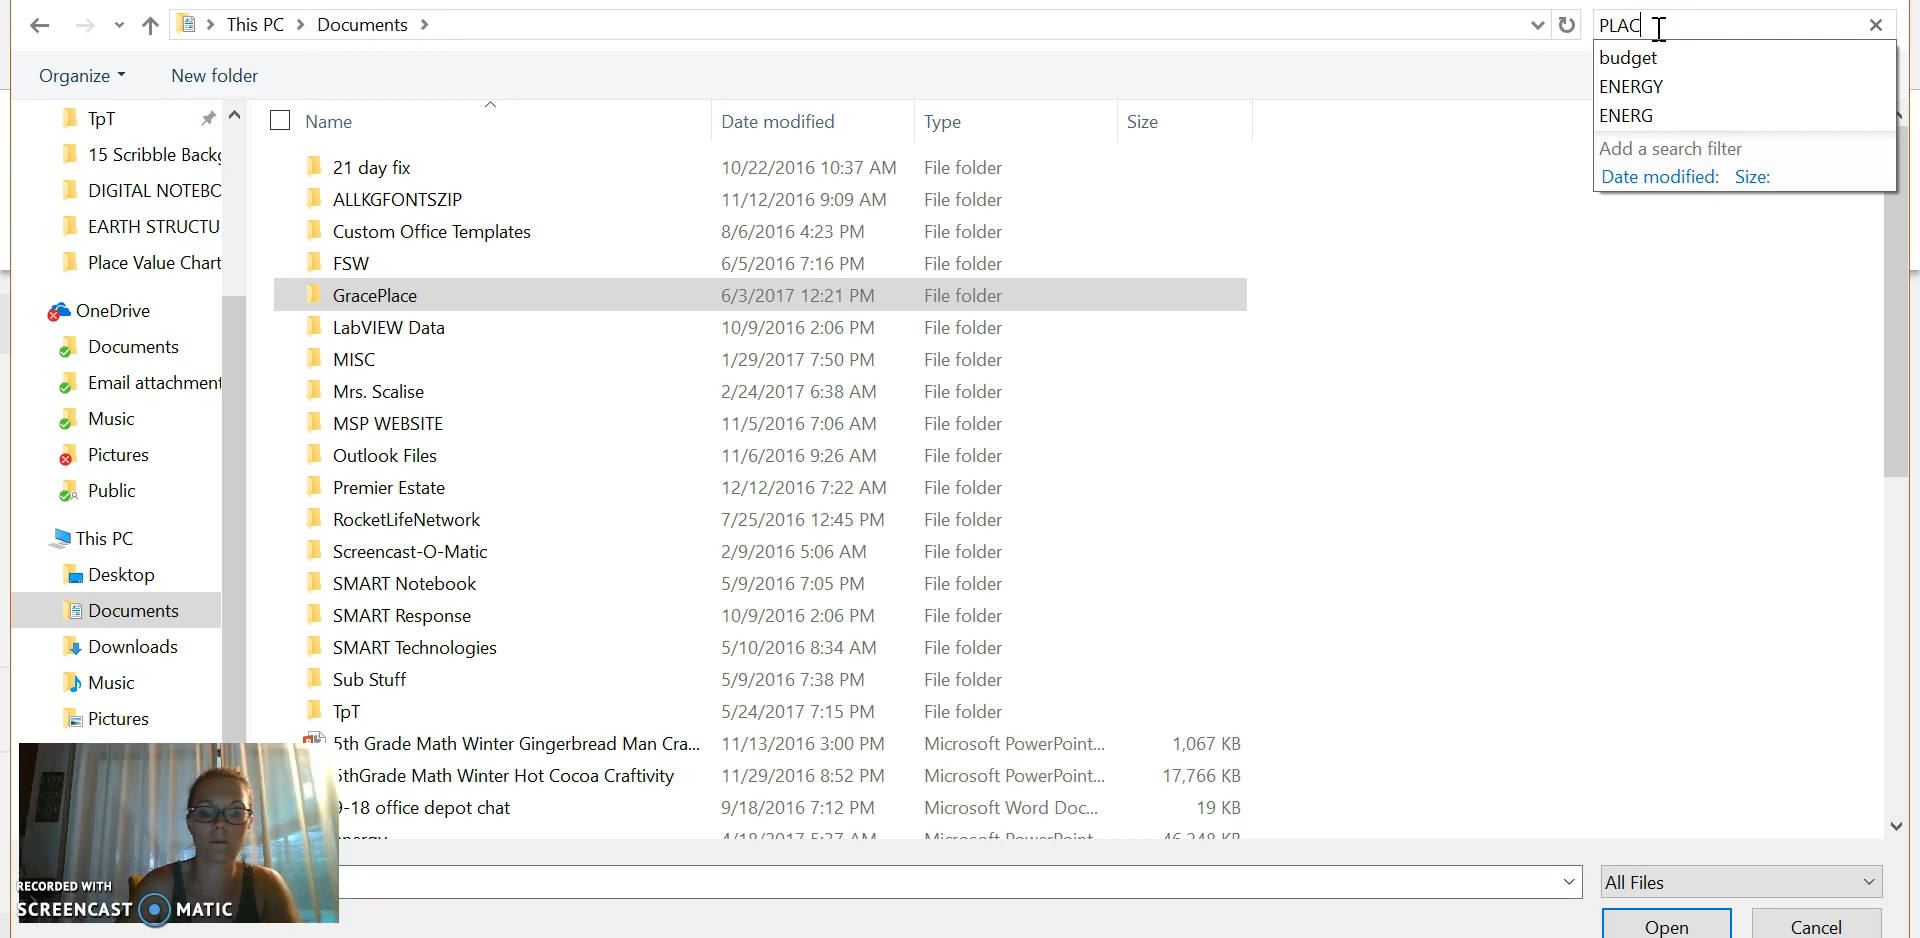 This PC > Documents >
PLAC
budget
ENERGY
ENERG
Add a search filter
Date modified: Size:
Organize New folder
TpT
15 Scribble Backg
DIGITAL NOTEBO
EARTH STRUCTU
Place Value Chart
OneDrive
Documents
Email attachment
Music
Pictures
Public
This PC
Desktop
Documents
Downloads
Music
Pictures
Name Date modified Type Size
21 day fix 10/22/2016 10:37 AM File folder
ALLKGFONTSZIP 11/12/2016 9:09 AM File folder
Custom Office Templates 8/6/2016 4:23 PM File folder
FSW 6/5/2016 7:16 PM File folder
GracePlace 6/3/2017 12:21 PM File folder
LabVIEW Data 10/9/2016 2:06 PM File folder
MISC 1/29/2017 7:50 PM File folder
Mrs. Scalise 2/24/2017 6:38 AM File folder
MSP WEBSITE 11/5/2016 7:06 AM File folder
Outlook Files 11/6/2016 9:26 AM File folder
Premier Estate 12/12/2016 7:22 AM File folder
RocketLifeNetwork 7/25/2016 12:45 PM File folder
Screencast-O-Matic 2/9/2016 5:06 AM File folder
SMART Notebook 5/9/2016 7:05 PM File folder
SMART Response 10/9/2016 2:06 PM File folder
SMART Technologies 5/10/2016 8:34 AM File folder
Sub Stuff 5/9/2016 7:38 PM File folder
TpT 5/24/2017 7:15 PM File folder
5th Grade Math Winter Gingerbread Man Cra... 11/13/2016 3:00 PM Microsoft PowerPoint... 1,067 KB
5thGrade Math Winter Hot Cocoa Craftivity 11/29/2016 8:52 PM Microsoft PowerPoint... 17,766 KB
9-18 office depot chat 9/18/2016 7:12 PM Microsoft Word Doc... 19 KB
4/18/2017 5:27 AM Microsoft PowerPoint... 46,248 KB
All Files
Open Cancel
RECORDED WITH
SCREENCAST MATIC